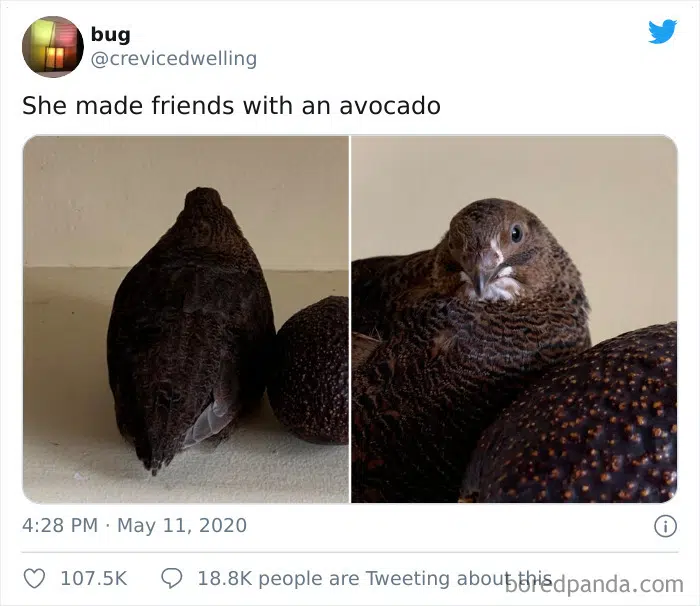 bug
@crevicedwelling
She made friends with an avocado
4:28 PM · May 11, 2020
107.5K 18.8K people are Tweeting about this
boredpanda.com